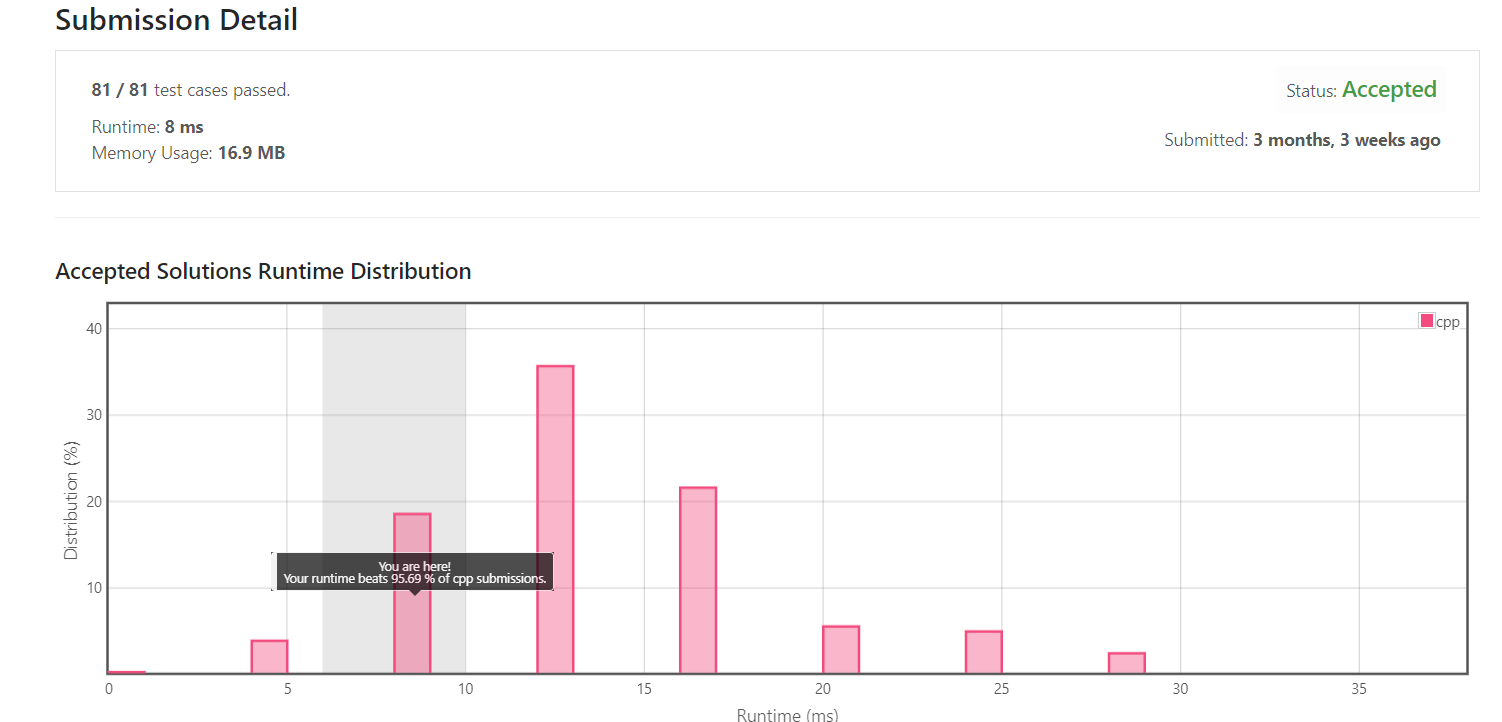 Submission Detail
81 / 81 test cases passed.
Status: Accepted
Runtime: 8 ms
Memory Usage: 16.9 MB
Submitted: 3 months, 3 weeks ago
Accepted Solutions Runtime Distribution
cpp
40
30
20
10
Distribution (%)
You are here!
Your runtime beats 95.69 % of cpp submissions.
0 5 10 15 20 25 30 35
Runtime (ms)